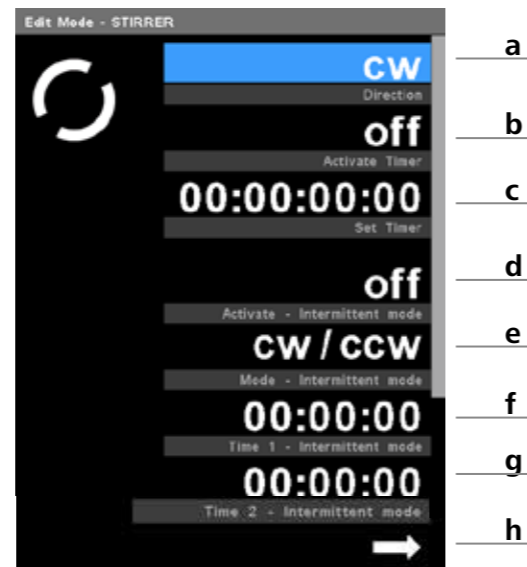 Edit Mode - STIRRER
cw
a
Direction
off
b
Activate Timer
00:00:00:00
c
Set Timer
off
d
Activate - Intermittent mode
cw / ccw
e
Mode - Intermittent mode
00:00:00
f
Time 1 - Intermittent mode
00:00:00
g
Time 2 - Intermittent mode
h